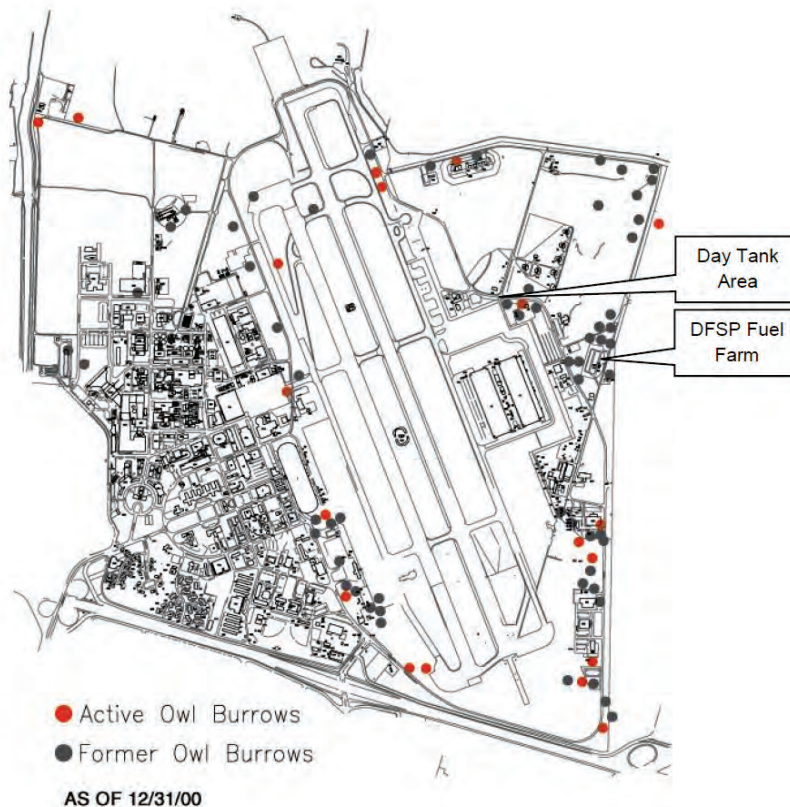 Day Tank
Area
DFSP Fuel
Farm
Active Owl Burrows
Former Owl Burrows
AS OF 12/31/00